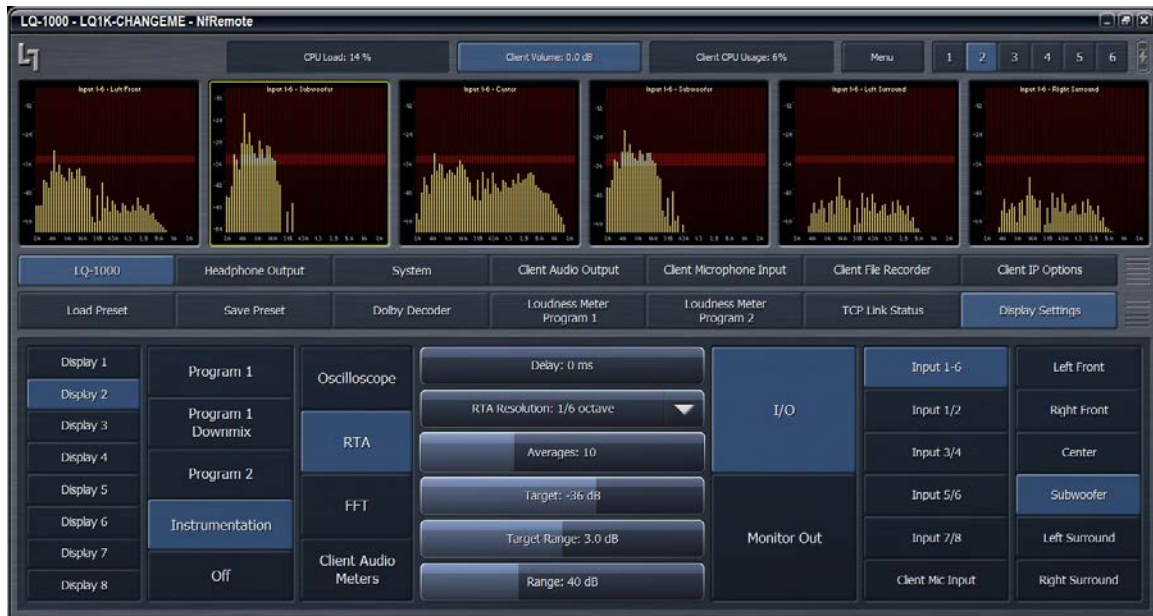 LQ-1000 - LQ1K-CHANGEME - NfRemote
CPU Load: 14 %
Client Volume: 0.0 dB
Client CPU Usage: 6%
Menu
1 2 3 4 5 6
Input 1-6 - Left Front
Input 1-6 - Subwoofer
Input 1-6 - Center
Input 1-6 - Subwoofer
Input 1-6 - Left Surround
Input 1-6 - Right Surround
LQ-1000
Headphone Output
System
Client Audio Output
Client Microphone Input
Client File Recorder
Client IP Options
Load Preset
Save Preset
Dolby Decoder
Loudness Meter
Program 1
Loudness Meter
Program 2
TCP Link Status
Display Settings
Display 1
Display 2
Display 3
Display 4
Display 5
Display 6
Display 7
Display 8
Program 1
Program 1
Downmix
Program 2
Instrumentation
Off
Oscilloscope
RTA
FFT
Client Audio
Meters
Delay: 0 ms
RTA Resolution: 1/6 octave
Averages: 10
Target: -36 dB
Target Range: 3.0 dB
Range: 40 dB
I/O
Monitor Out
Input 1-6
Input 1/2
Input 3/4
Input 5/6
Input 7/8
Client Mic Input
Left Front
Right Front
Center
Subwoofer
Left Surround
Right Surround